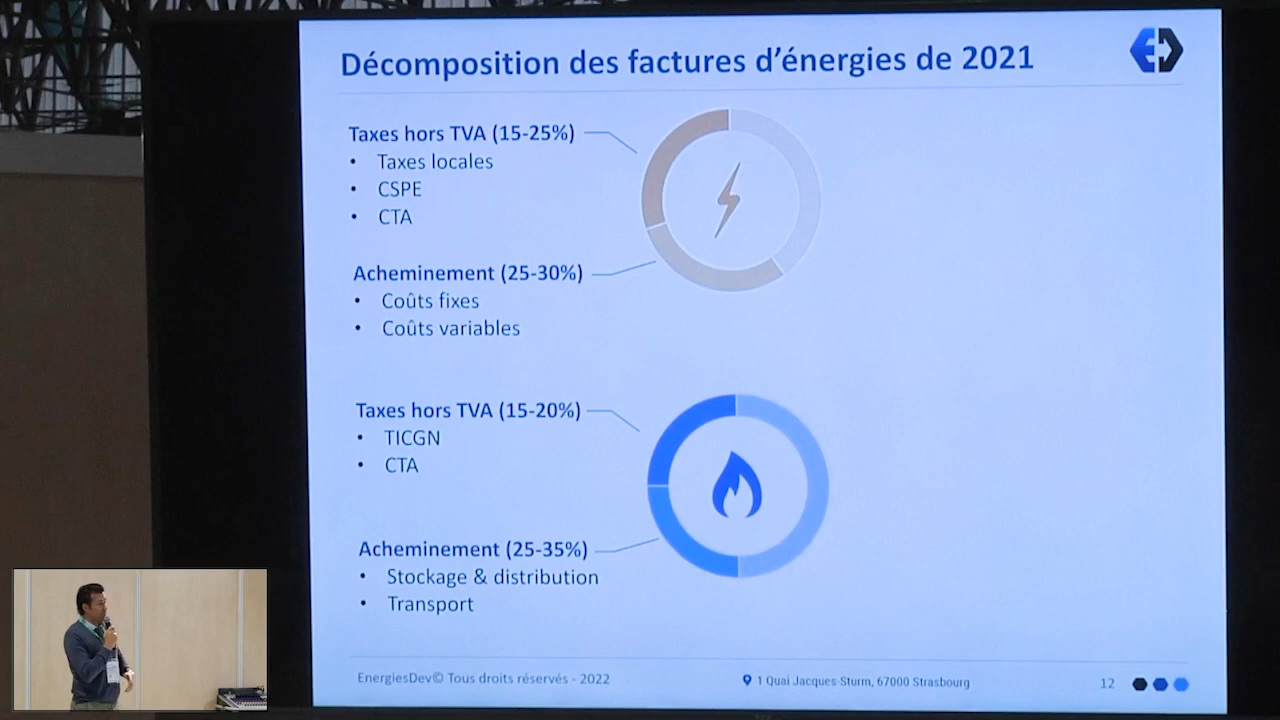 Décomposition des factures d'énergies de 2021
Taxes hors TVA (15-25%)
• Taxes locales
• CSPE
• CTA
Acheminement (25-30%)
• Coûts fixes
• Coûts variables
Taxes hors TVA (15-20%)
• TICGN
• CTA
Acheminement (25-35%)
• Stockage & distribution
• Transport
EnergiesDev© Tous droits réservés - 2022
1 Quai Jacques-Sturm, 67000 Strasbourg
12